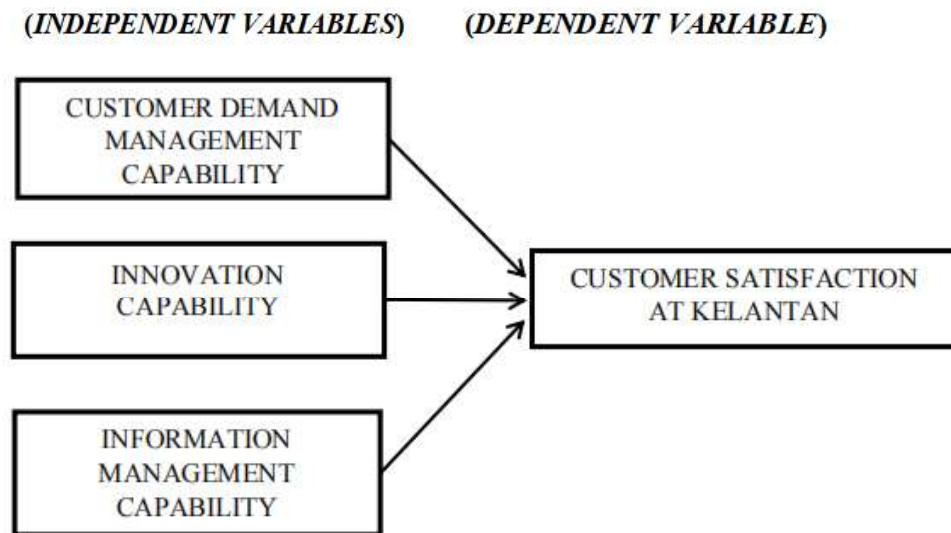 (INDEPENDENT VARIABLES)
(DEPENDENT VARIABLE)
CUSTOMER DEMAND
MANAGEMENT
CAPABILITY
INNOVATION
CAPABILITY
INFORMATION
MANAGEMENT
CAPABILITY
CUSTOMER SATISFACTION
AT KELANTAN